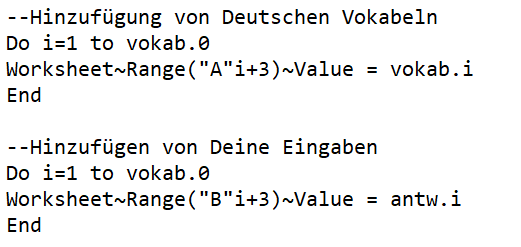 --Hinzufügung von Deutschen Vokabeln
Do i=1 to vokab.0
Worksheet~Range("A"i+3)~Value = vokab.i
End
--Hinzufügen von Deine Eingaben
Do i=1 to vokab.0
Worksheet~Range("B"i+3)~Value = antw.i
End